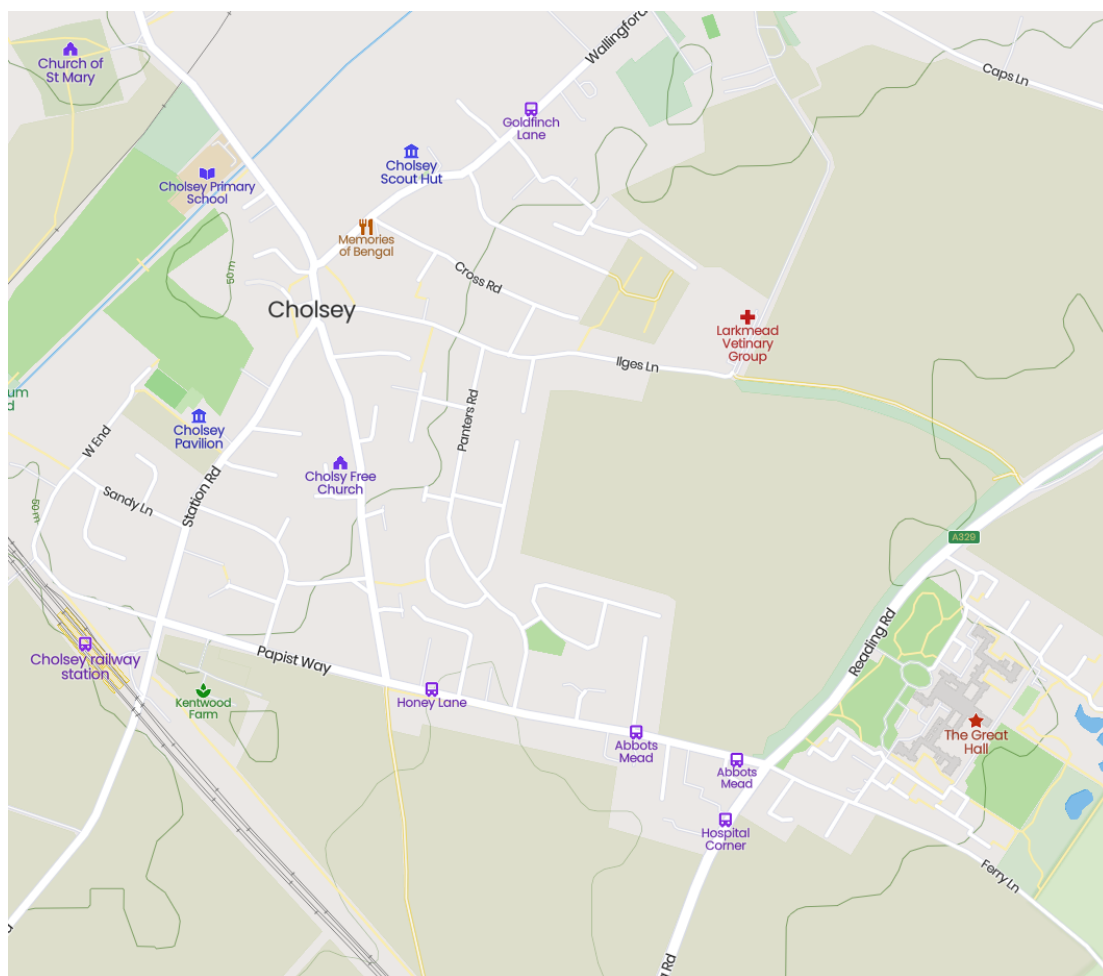 Wallingford
Church of
St Mary
Caps Ln
Goldfinch
Lane
Cholsey
Scout Hut
Cholsey Primary
School
Memories
of Bengal
50 m
Cross Rd
Cholsey
Larkmead
Vetinary
Group
Ilges Ln
um
d
Panters Rd
Cholsey
Pavilion
W End
Cholsy Free
Church
Station Rd
Sandy Ln
50 m
A329
Reading Rd
Cholsey railway
station
Papist Way
Kentwood
Farm
Honey Lane
The Great
Hall
Abbots
Mead
Abbots
Mead
Hospital
Corner
Ferry Ln
g Rd